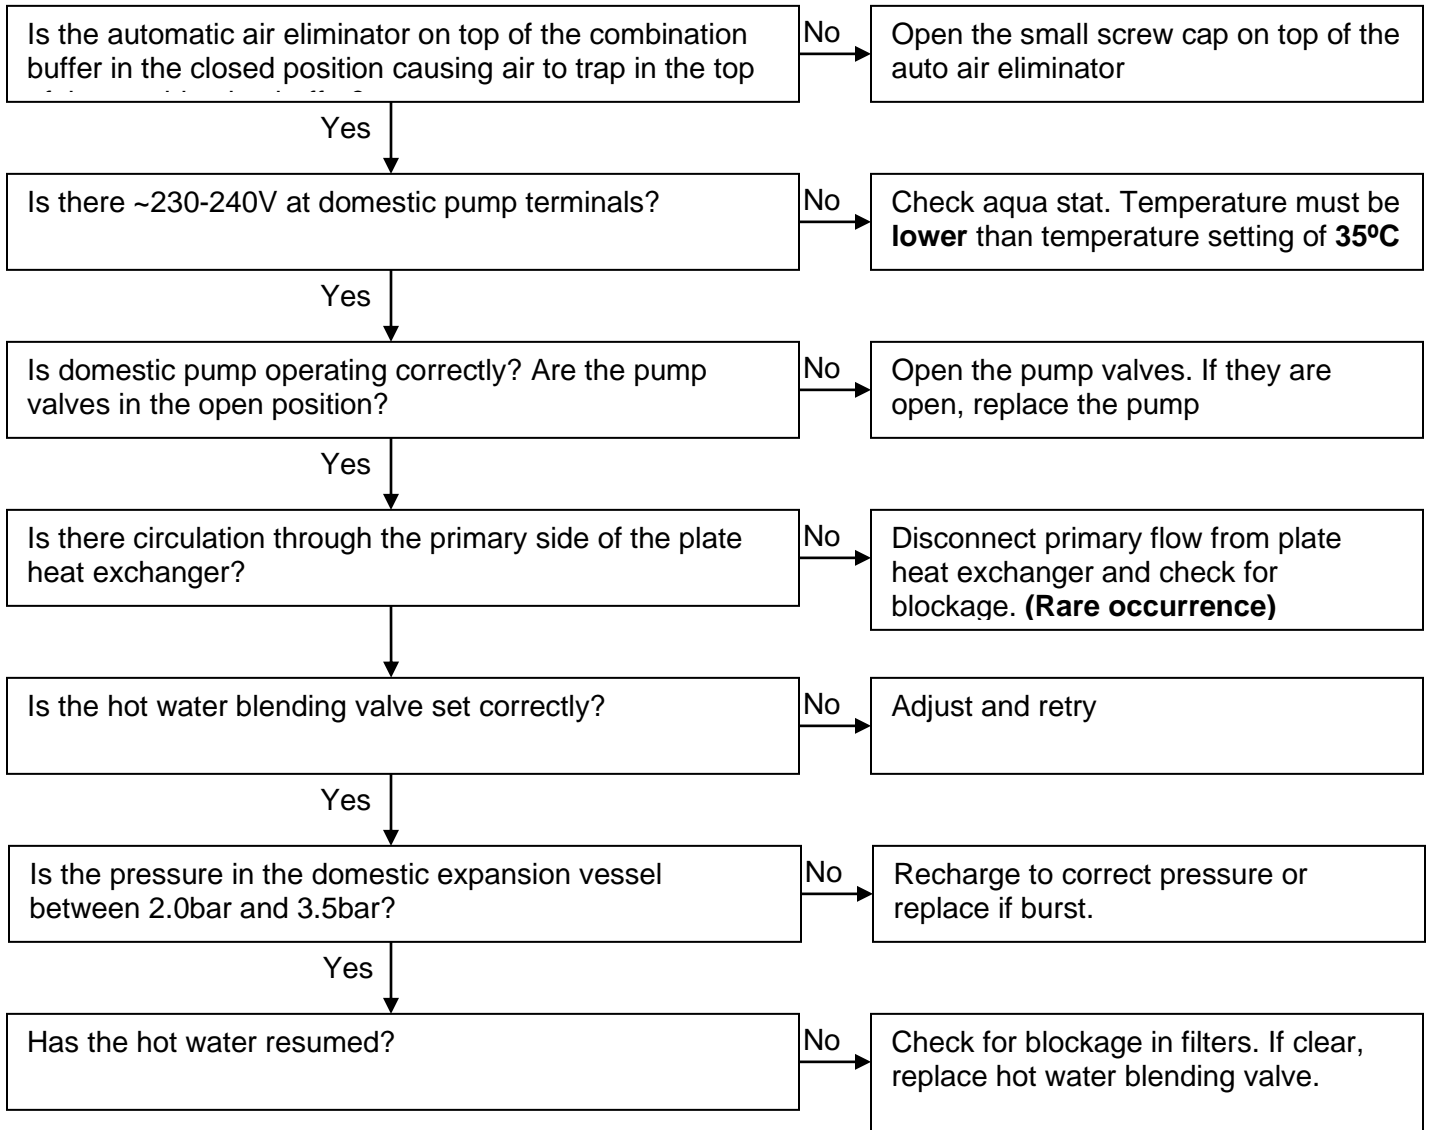 Is the automatic air eliminator on top of the combination
buffer in the closed position causing air to trap in the top
No
Open the small screw cap on top of the
auto air eliminator
Yes
Is there ~230-240V at domestic pump terminals?
No
Check aqua stat. Temperature must be
lower than temperature setting of 35ºC
Yes
Is domestic pump operating correctly? Are the pump
valves in the open position?
No
Open the pump valves. If they are
open, replace the pump
Yes
Is there circulation through the primary side of the plate
heat exchanger?
No
Disconnect primary flow from plate
heat exchanger and check for
blockage. (Rare occurrence)
Is the hot water blending valve set correctly?
No
Adjust and retry
Yes
Is the pressure in the domestic expansion vessel
between 2.0bar and 3.5bar?
No
Recharge to correct pressure or
replace if burst.
Yes
Has the hot water resumed?
No
Check for blockage in filters. If clear,
replace hot water blending valve.